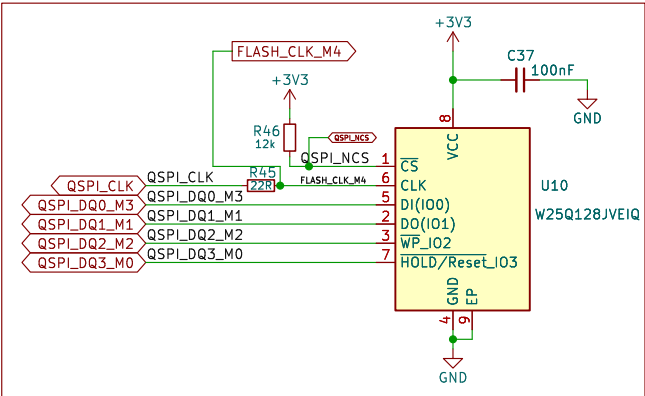 FLASH_CLK_M4
+3V3
C37
100nF
GND
+3V3
R46
12k
QSPI_NCS
QSPI_NCS
8
VCC
1
CS
QSPI_CLK
QSPI_CLK
R45
22R
FLASH_CLK_M4
6
CLK
U10
QSPI_DQ0_M3
QSPI_DQ0_M3
5
DI(IO0)
W25Q128JVEIQ
QSPI_DQ1_M1
QSPI_DQ1_M1
2
DO(IO1)
QSPI_DQ2_M2
QSPI_DQ2_M2
3
WP_IO2
QSPI_DQ3_M0
QSPI_DQ3_M0
7
HOLD/Reset_IO3
GND
EP
4
9
GND